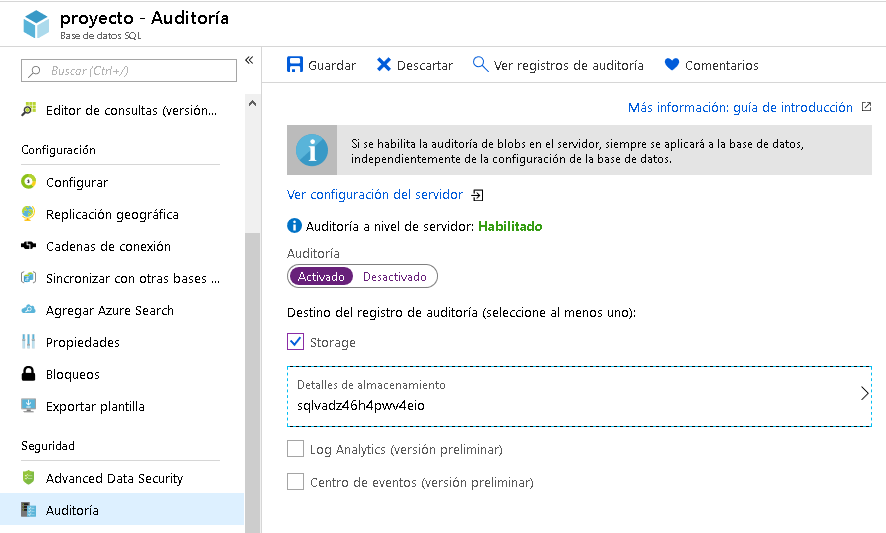 proyecto - Auditoría
Base de datos SQL
Buscar (Ctrl+/)
Editor de consultas (versión...
Configuración
Configurar
Replicación geográfica
Cadenas de conexión
Sincronizar con otras bases ...
Agregar Azure Search
Propiedades
Bloqueos
Exportar plantilla
Seguridad
Advanced Data Security
Auditoría
Guardar
Descartar
Ver registros de auditoría
Comentarios
Más información: guía de introducción
Si se habilita la auditoría de blobs en el servidor, siempre se aplicará a la base de datos,
independientemente de la configuración de la base de datos.
Ver configuración del servidor
Auditoría a nivel de servidor: Habilitado
Auditoría
Activado Desactivado
Destino del registro de auditoría (seleccione al menos uno):
Storage
Detalles de almacenamiento
sqlvadz46h4pwv4eio
Log Analytics (versión preliminar)
Centro de eventos (versión preliminar)